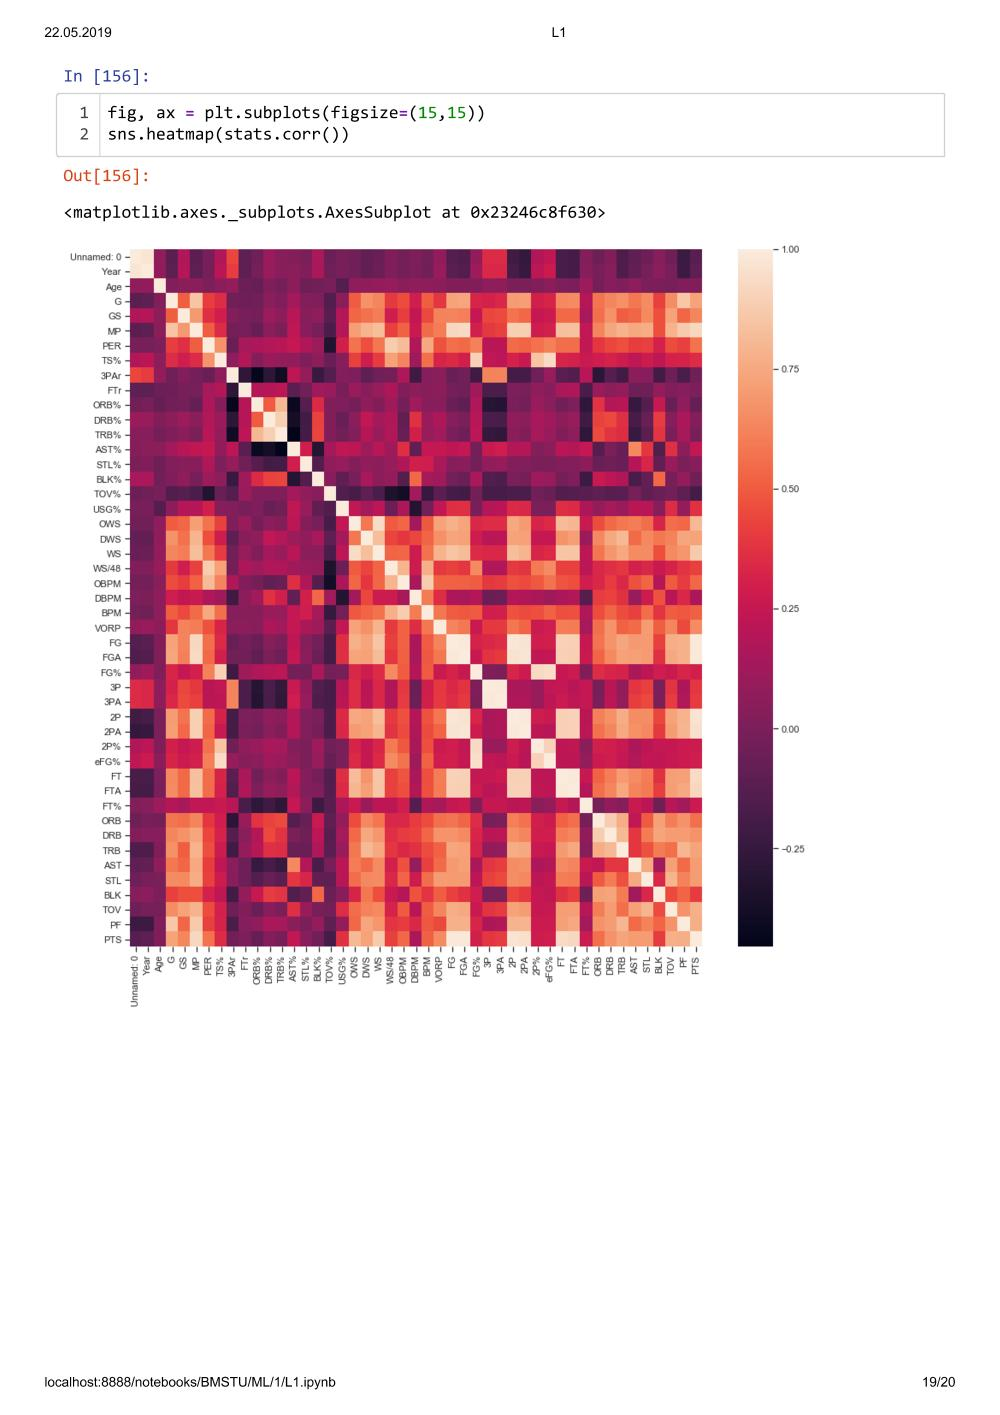 22.05.2019 L1
In [156]:
1 fig, ax = plt.subplots(figsize=(15,15))
2 sns.heatmap(stats.corr())
Out[156]:
<matplotlib.axes._subplots.AxesSubplot at 0x23246c8f630>
Unnamed: 0
Year
Age
G
GS
MP
PER
TS%
3PAr
FTr
ORB%
DRB%
TRB%
AST%
STL%
BLK%
TOV%
USG%
OWS
DWS
WS
WS/48
OBPM
DBPM
BPM
VORP
FG
FGA
FG%
3P
3PA
2P
2PA
2P%
eFG%
FT
FTA
FT%
ORB
DRB
TRB
AST
STL
BLK
TOV
PF
PTS
Unnamed: 0
Year
Age
G
GS
MP
PER
TS%
3PAr
FTr
ORB%
DRB%
TRB%
AST%
STL%
BLK%
TOV%
USG%
OWS
DWS
WS
WS/48
OBPM
DBPM
BPM
VORP
FG
FGA
FG%
3P
3PA
2P
2PA
2P%
eFG%
FT
FTA
FT%
ORB
DRB
TRB
AST
STL
BLK
TOV
PF
PTS
1.00
0.75
0.50
0.25
0.00
−0.25
localhost:8888/notebooks/BMSTU/ML/1/L1.ipynb 19/20